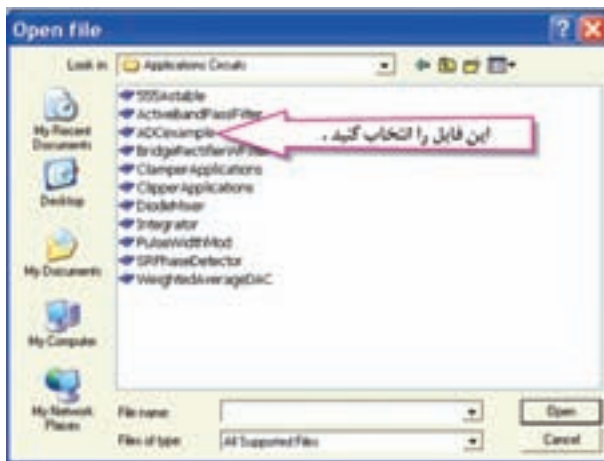 Open file
Look in:
Applications Circuits
555Astable
ActiveBandPassFilter
ADCexample
این فایل را انتخاب کنید .
ClamperApplications
ClipperApplications
DiodeMixer
Integrator
PulseWidthMod
SRPhaseDetector
WeightedAverageDAC
My Recent Documents
Desktop
My Documents
My Computer
My Network Places
File name:
Open
Files of type:
All Supported Files
Cancel